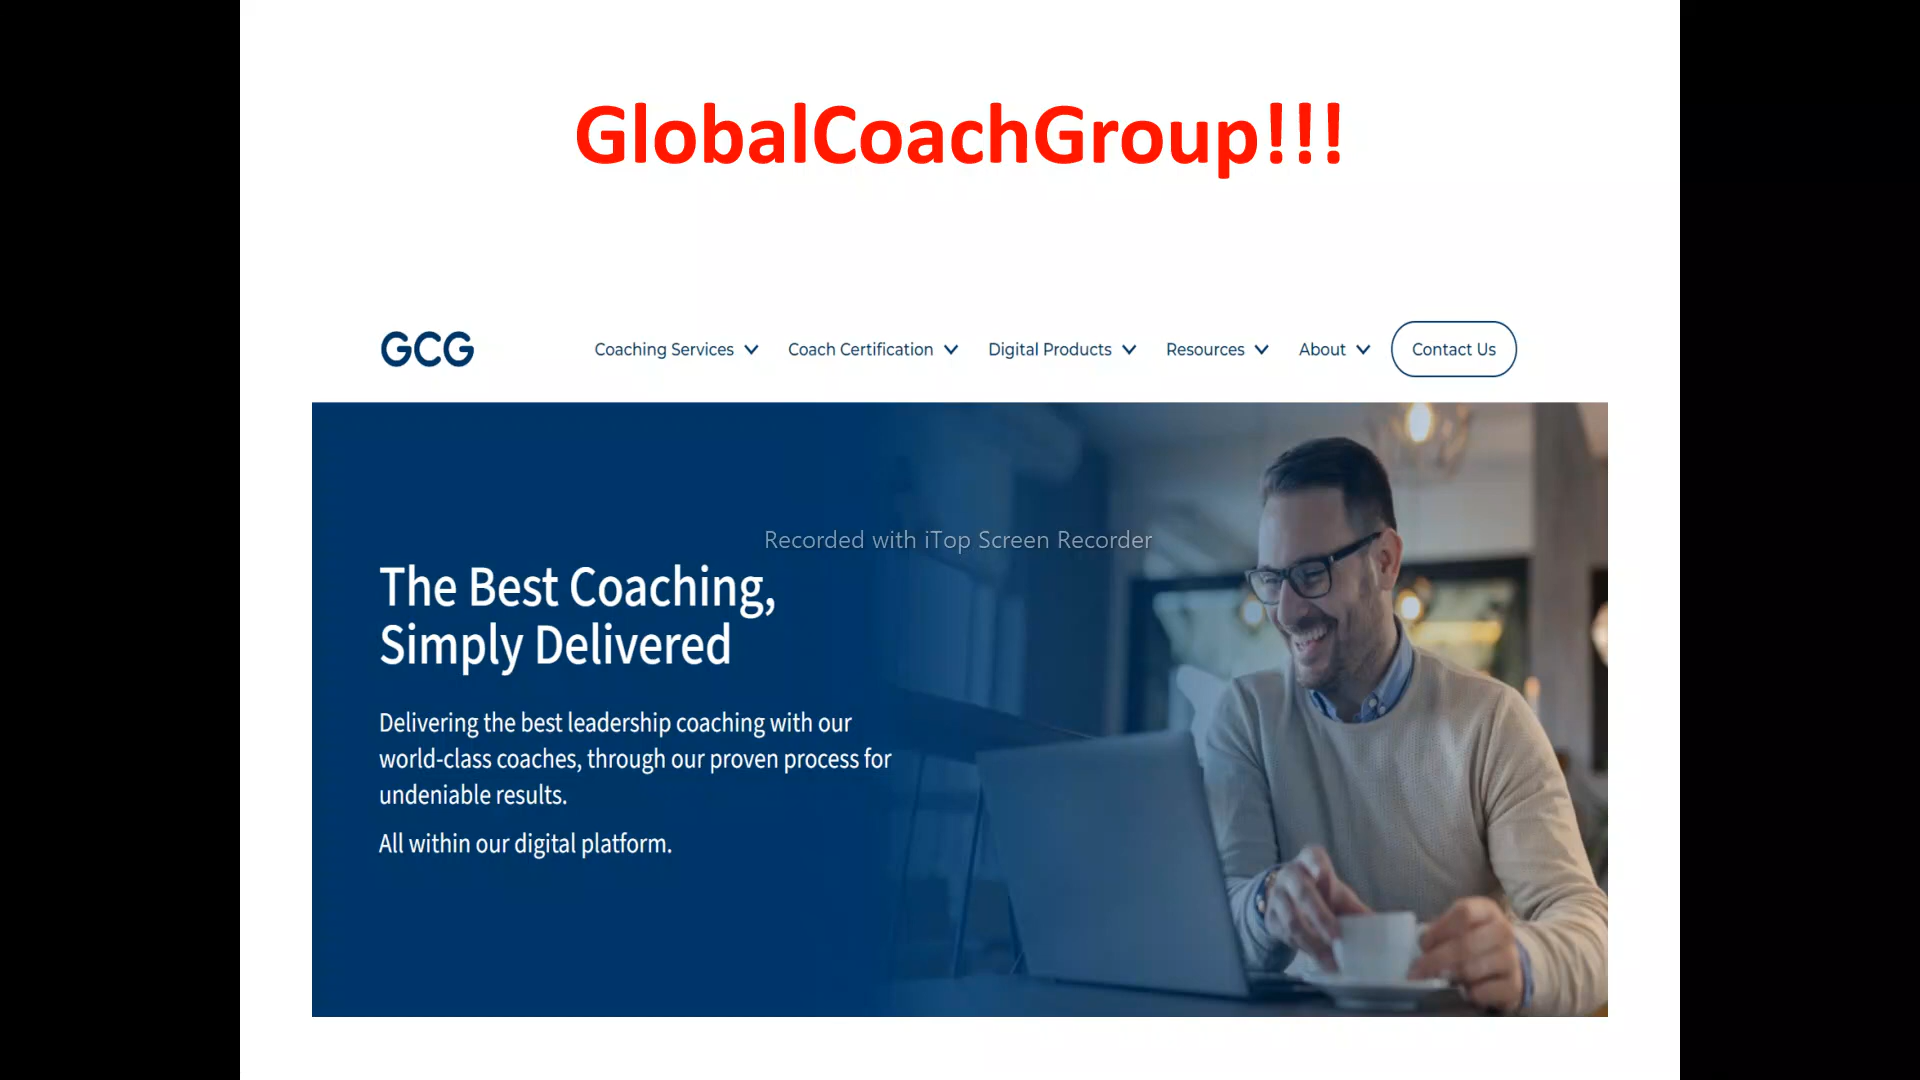 GlobalCoachGroup!!!
GCG
Coaching Services
Coach Certification
Digital Products
Resources
About
Contact Us
Recorded with iTop Screen Recorder
The Best Coaching,
Simply Delivered
Delivering the best leadership coaching with our
world-class coaches, through our proven process for
undeniable results.
All within our digital platform.